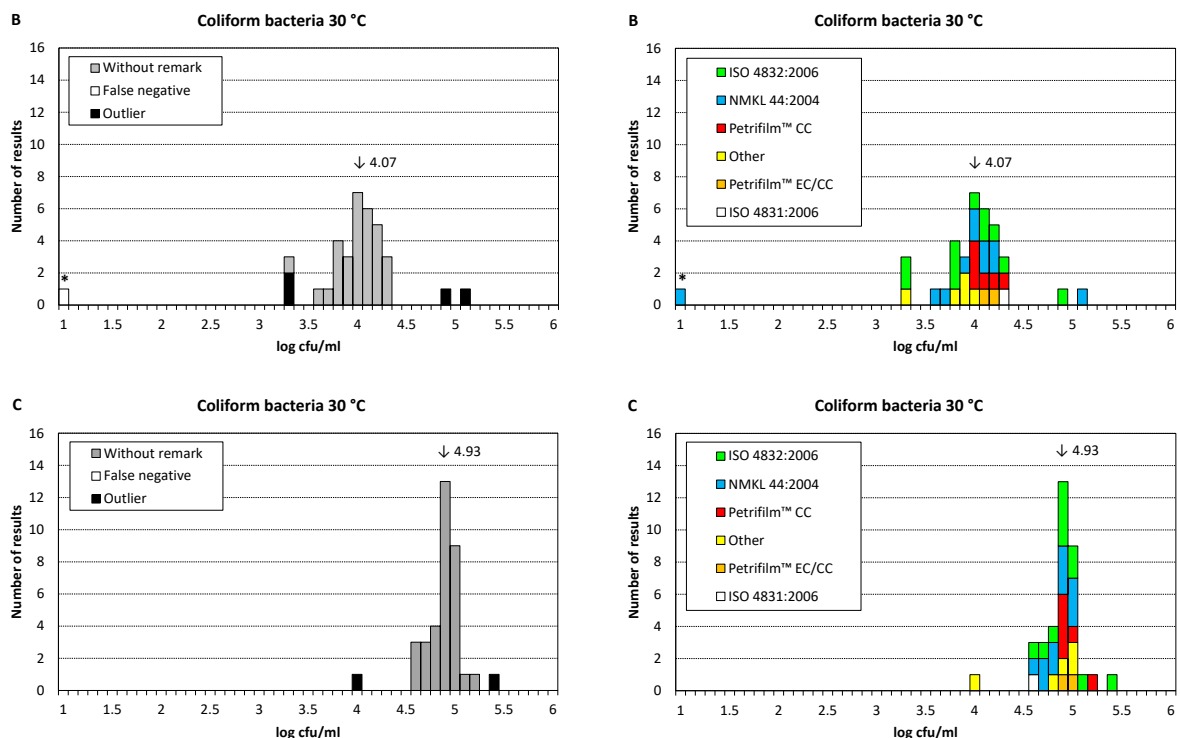 B
Coliform bacteria 30 °C
Number of results
16
14
12
10
8
6
4
2
0
Without remark
False negative
Outlier
↓ 4.07
*
1 1.5 2 2.5 3 3.5 4 4.5 5 5.5 6
log cfu/ml
B
Coliform bacteria 30 °C
Number of results
16
14
12
10
8
6
4
2
0
ISO 4832:2006
NMKL 44:2004
Petrifilm™ CC
Other
Petrifilm™ EC/CC
ISO 4831:2006
↓ 4.07
*
1 1.5 2 2.5 3 3.5 4 4.5 5 5.5 6
log cfu/ml
C
Coliform bacteria 30 °C
Number of results
16
14
12
10
8
6
4
2
0
Without remark
False negative
Outlier
↓ 4.93
1 1.5 2 2.5 3 3.5 4 4.5 5 5.5 6
log cfu/ml
C
Coliform bacteria 30 °C
Number of results
16
14
12
10
8
6
4
2
0
ISO 4832:2006
NMKL 44:2004
Petrifilm™ CC
Other
Petrifilm™ EC/CC
ISO 4831:2006
↓ 4.93
1 1.5 2 2.5 3 3.5 4 4.5 5 5.5 6
log cfu/ml